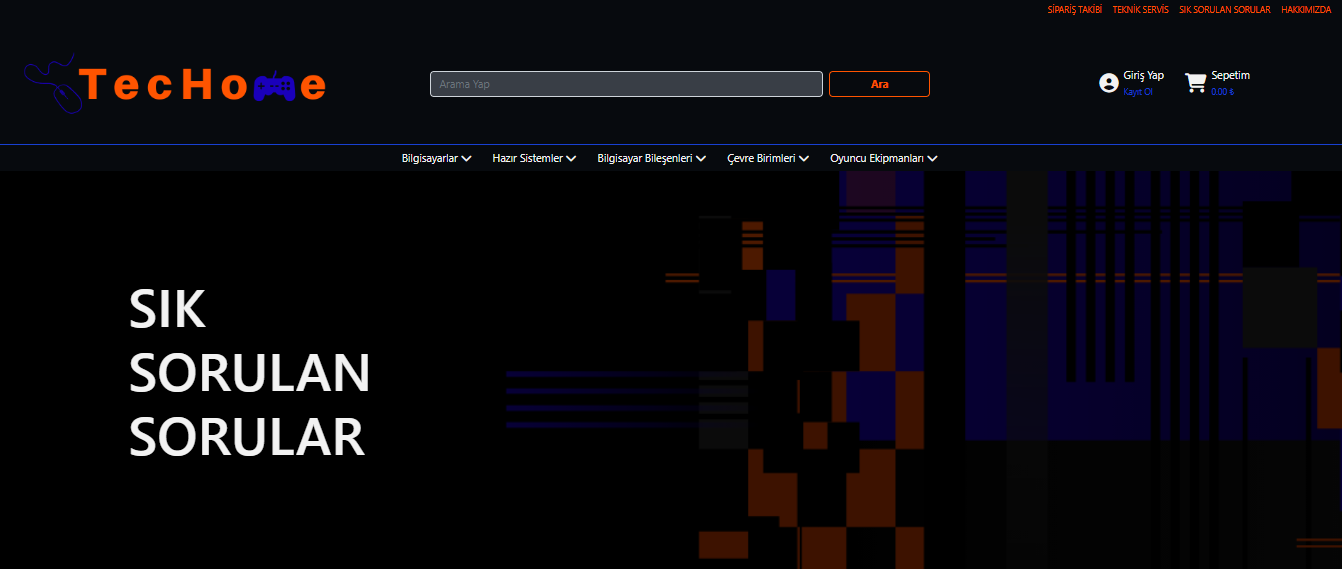 SİPARİŞ TAKİBİ TEKNİK SERVİS SIK SORULAN SORULAR HAKKIMIZDA
TecHome
Arama Yap
Ara
Giriş Yap
Kayıt Ol
Sepetim
0.00 ₺
Bilgisayarlar Hazır Sistemler Bilgisayar Bileşenleri Çevre Birimleri Oyuncu Ekipmanları
SIK
SORULAN
SORULAR